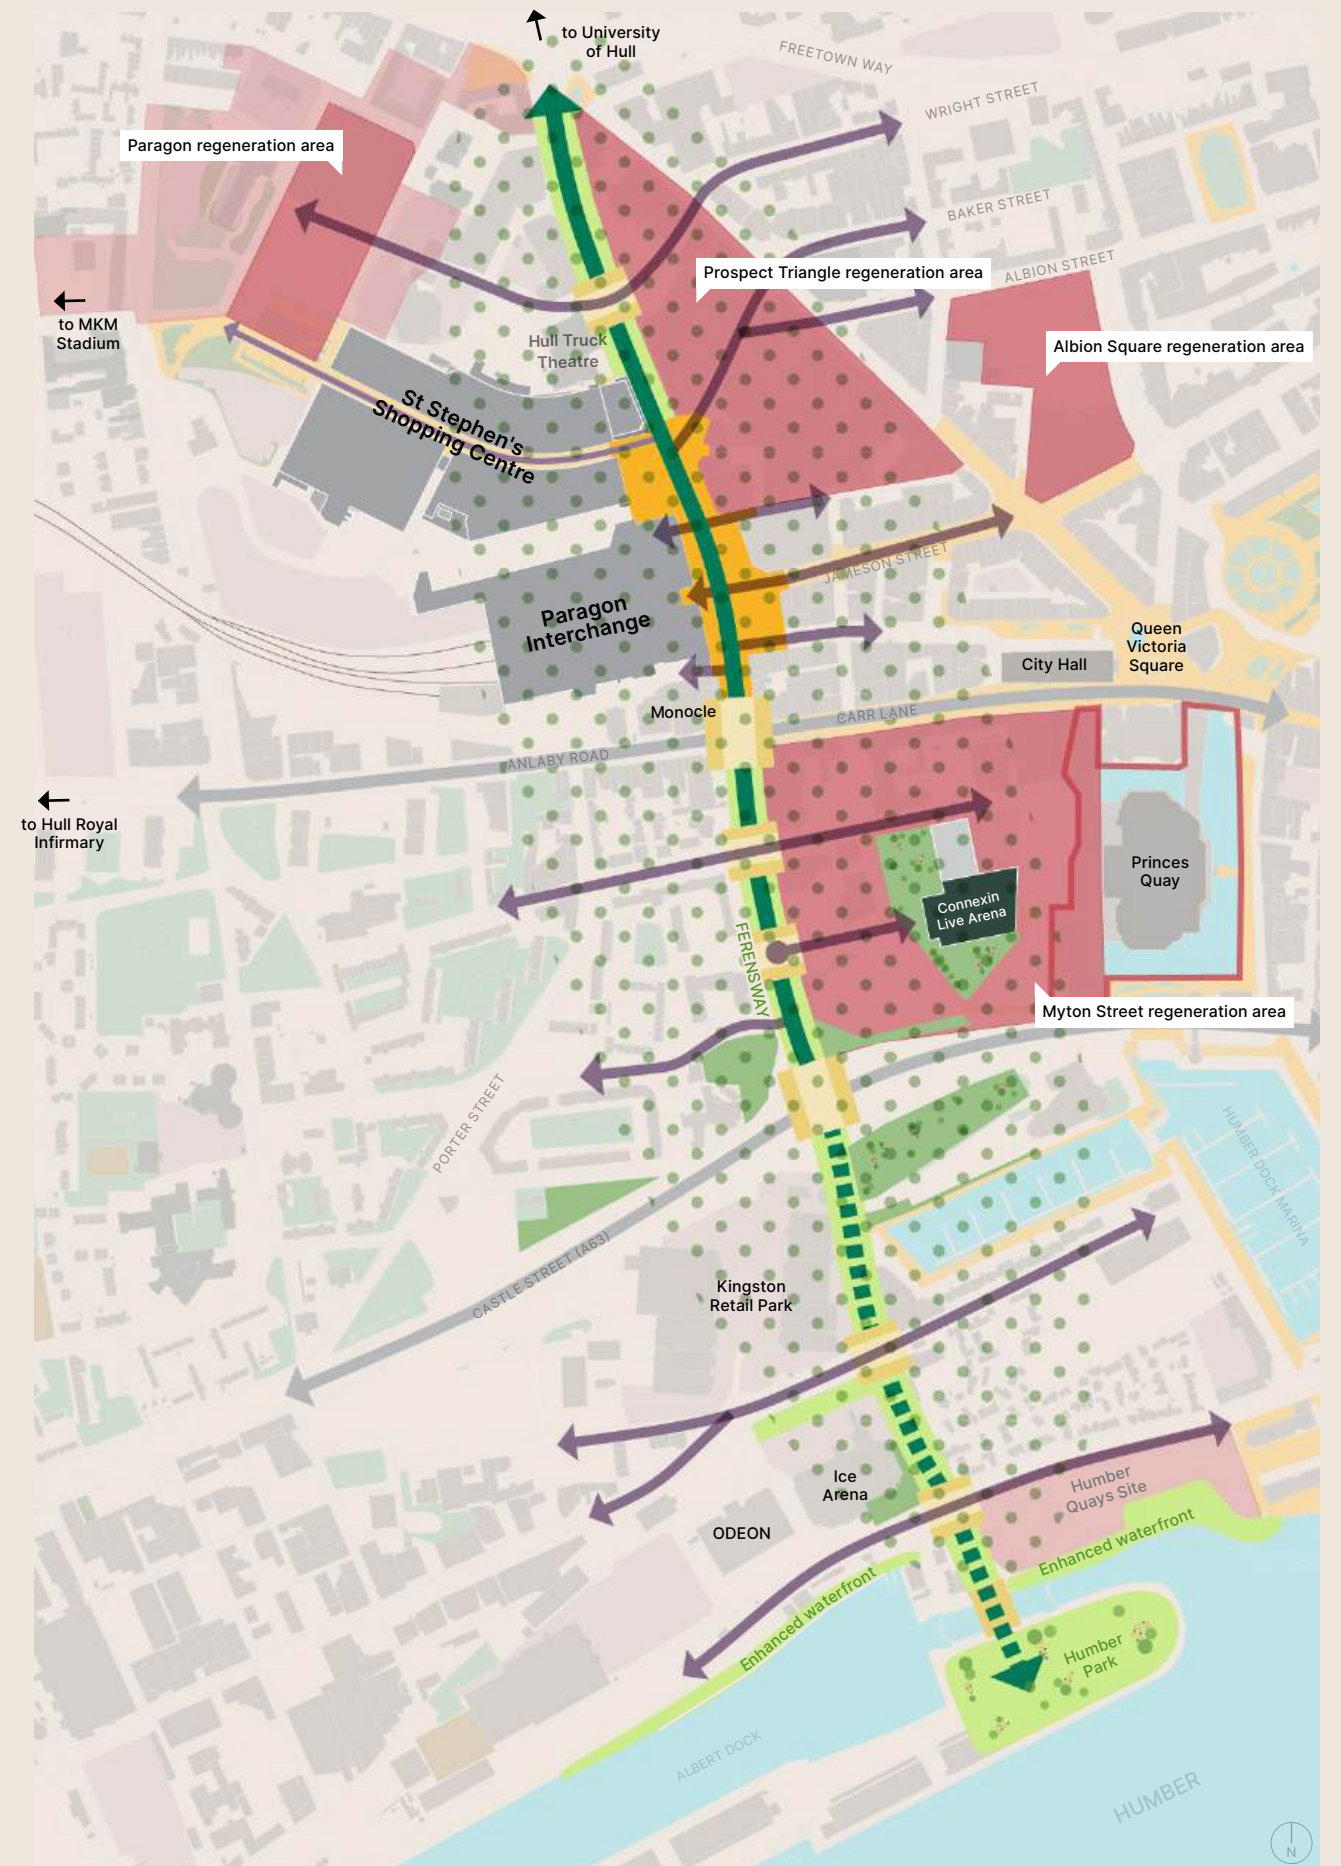 to University
of Hull
FREETOWN WAY
WRIGHT STREET
Paragon regeneration area
BAKER STREET
ALBION STREET
Prospect Triangle regeneration area
to MKM
Stadium
Hull Truck
Theatre
Albion Square regeneration area
St Stephen's
Shopping Centre
JAMESON STREET
Paragon
Interchange
Queen
Victoria
Square
City Hall
Monocle
CARR LANE
ANLABY ROAD
to Hull Royal
Infirmary
Princes
Quay
Connexin
Live Arena
FERENSWAY
Myton Street regeneration area
PORTER STREET
HUMBER DOCK MARINA
CASTLE STREET (A63)
Kingston
Retail Park
Ice
Arena
Humber
Quays Site
ODEON
Enhanced waterfront
Enhanced waterfront
Humber
Park
ALBERT DOCK
HUMBER
N